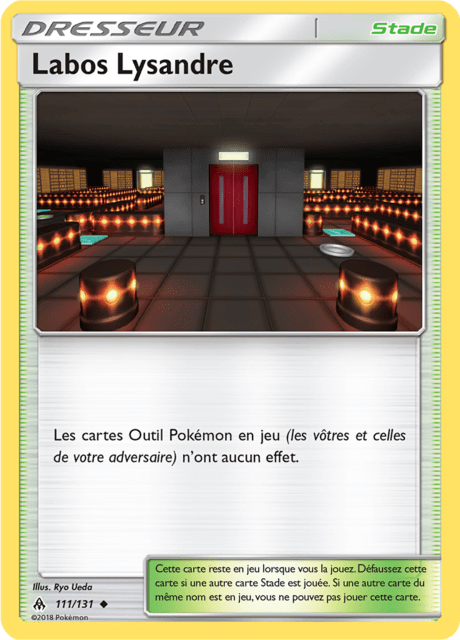 DRESSEUR
Stade
Labos Lysandre
Les cartes Outil Pokémon en jeu (les vôtres et celles
de votre adversaire) n'ont aucun effet.
Cette carte reste en jeu lorsque vous la jouez. Défaussez cette
carte si une autre carte Stade est jouée. Si une autre carte du
même nom est en jeu, vous ne pouvez pas jouer cette carte.
Illus. Ryo Ueda
111/131
©2018 Pokémon